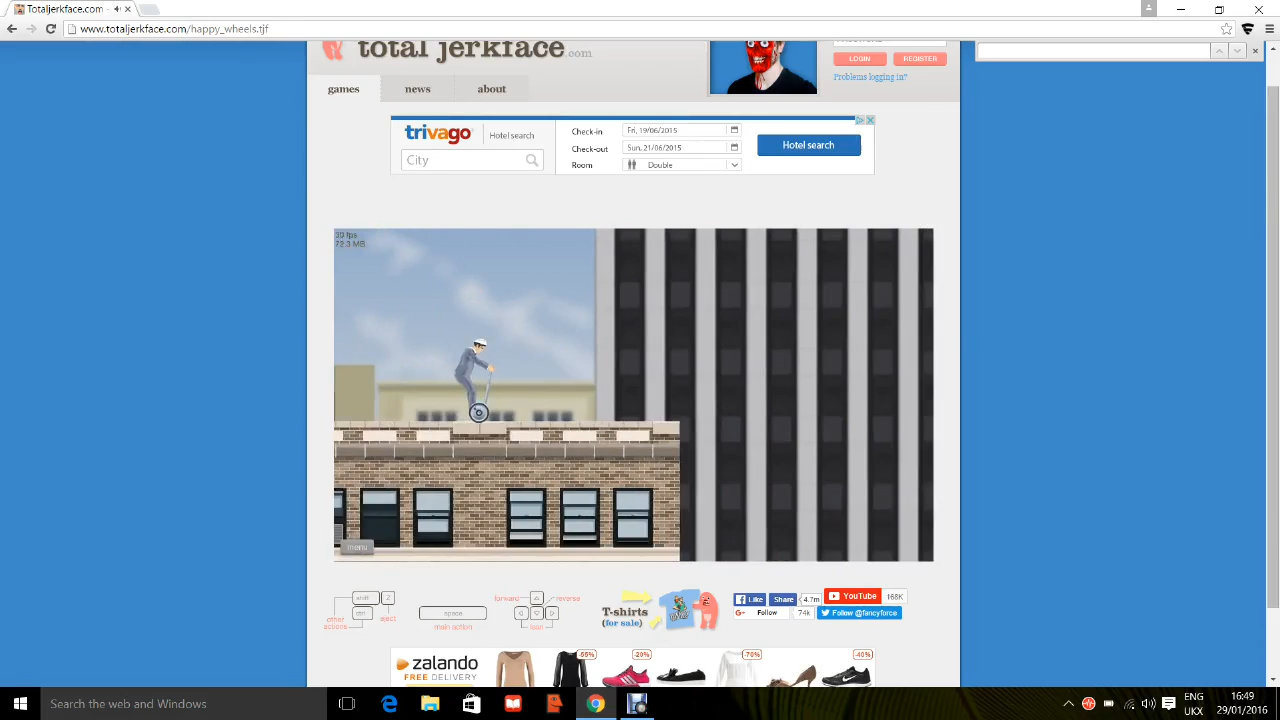 Totaljerkface.com -
www.totaljerkface.com/happy_wheels.tjf
total jerkface.com
LOGIN
REGISTER
Problems logging in?
games
news
about
trivago
Hotel search
City
Check-in
Fri, 19/06/2015
Check-out
Sun, 21/06/2015
Room
Double
Hotel search
72.3 MB
menu
shift
Z
ctrl
other actions
eject
space
main action
forward
reverse
lean
T-shirts
(for sale)
Like
Share
4.7m
Follow
74k
YouTube
168K
Follow @fancyforce
zalando
FREE DELIVERY
-55%
-20%
-70%
-40%
Search the web and Windows
ENG
UKX
16:49
29/01/2016